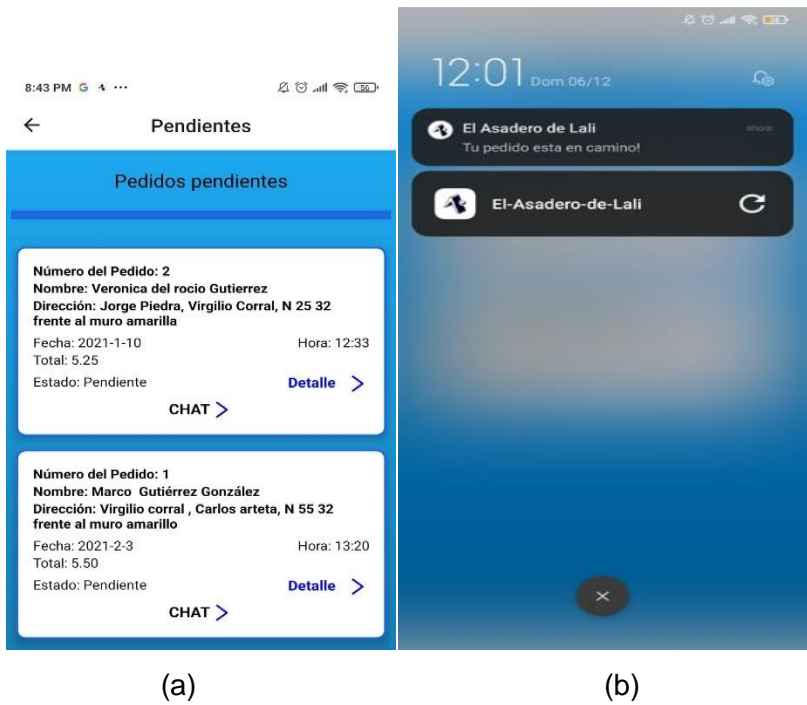 8:43 PM G ...
56
Pendientes
Pedidos pendientes
Número del Pedido: 2
Nombre: Veronica del rocio Gutierrez
Dirección: Jorge Piedra, Virgilio Corral, N 25 32
frente al muro amarilla
Fecha: 2021-1-10 Hora: 12:33
Total: 5.25
Estado: Pendiente Detalle >
CHAT >
Número del Pedido: 1
Nombre: Marco Gutiérrez González
Dirección: Virgilio corral , Carlos arteta, N 55 32
frente al muro amarillo
Fecha: 2021-2-3 Hora: 13:20
Total: 5.50
Estado: Pendiente Detalle >
CHAT >
(a)
12:01 Dom 06/12
El Asadero de Lali ahora
Tu pedido esta en camino!
El-Asadero-de-Lali
(b)